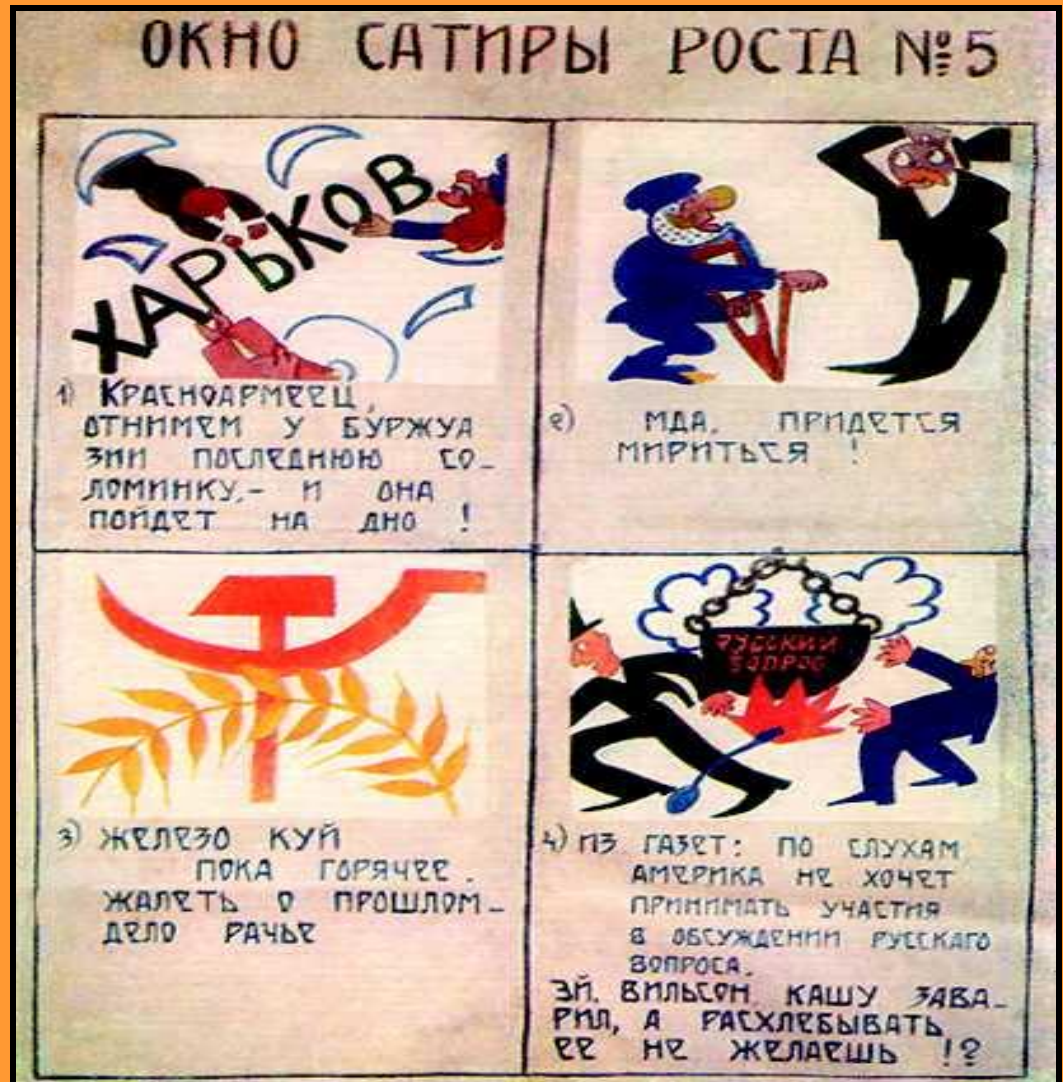 ОКНО САТИРЫ РОСТА №5
ХАРЬКОВ
1) КРАСНОАРМЕЕЦ,
ОТНИМЕМ У БУРЖУА
ЗИИ ПОСЛЕДНЮЮ СО-
ЛОМИНКУ,- И ОНА
ПОЙДЕТ НА ДНО !
2) МДА, ПРИДЕТСЯ
МИРИТЬСЯ !
3) ЖЕЛЕЗО КУЙ
ПОКА ГОРЯЧЕЕ.
ЖАЛЕТЬ О ПРОШЛОМ-
ДЕЛО РАЧЬЕ
РУССКИЙ
ВОПРОС
4) ИЗ ГАЗЕТ: ПО СЛУХАМ
АМЕРИКА НЕ ХОЧЕТ
ПРИНИМАТЬ УЧАСТИЯ
В ОБСУЖДЕНИИ РУССКАГО
ВОПРОСА.
ЭЙ, ВИЛЬСОН, КАШУ ЗАВА-
РИЛ, А РАСХЛЕБЫВАТЬ
ЕЕ НЕ ЖЕЛАЕШЬ !?